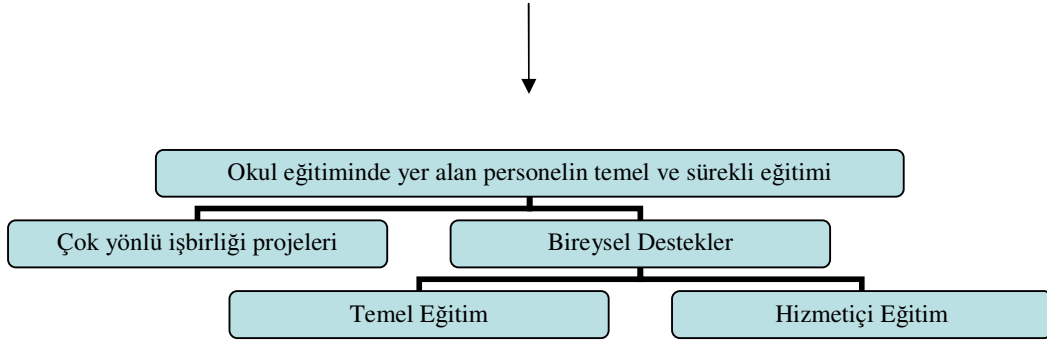 Okul eğitiminde yer alan personelin temel ve sürekli eğitimi
Çok yönlü işbirliği projeleri
Bireysel Destekler
Temel Eğitim
Hizmetiçi Eğitim